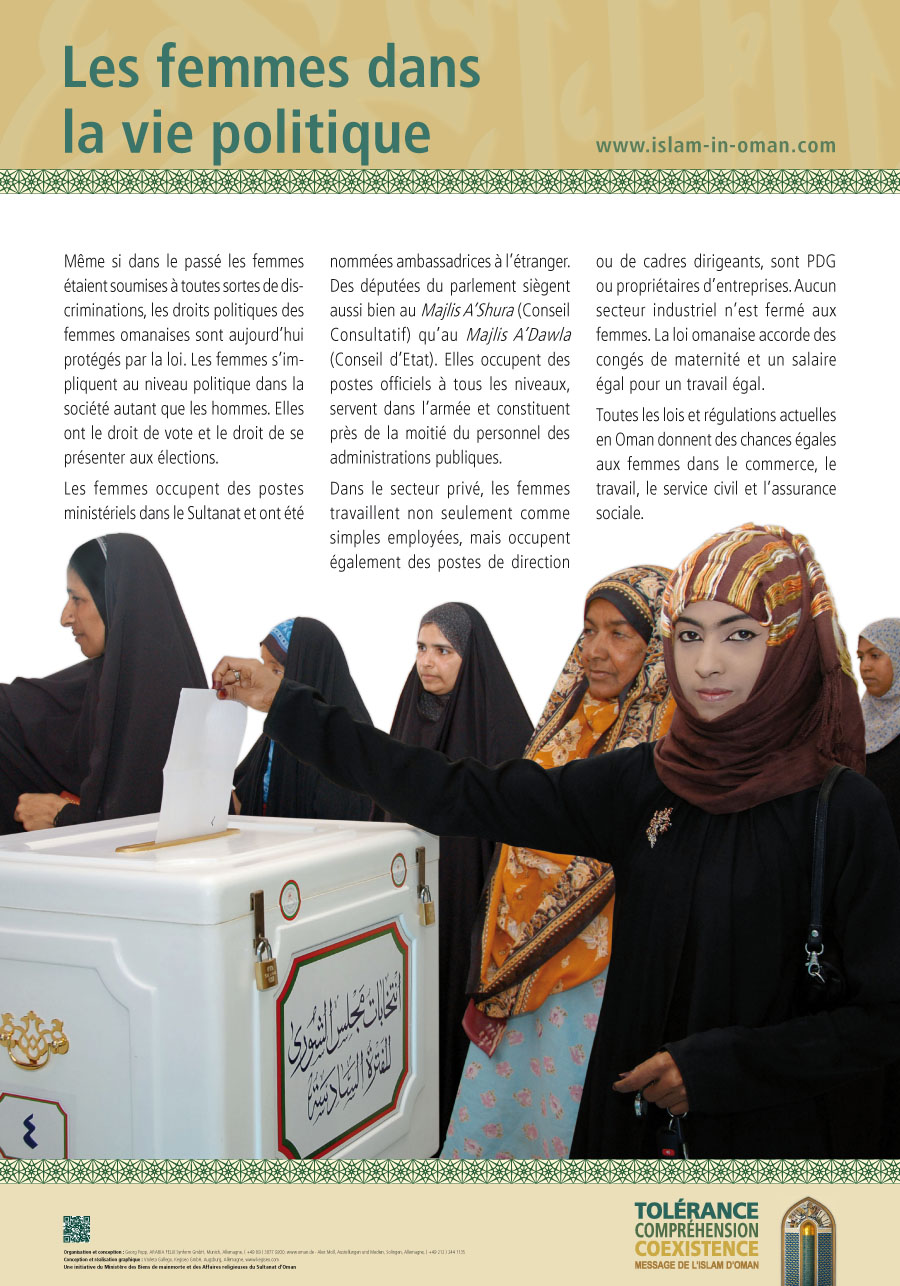 Les femmes dans
la vie politique
www.islam-in-oman.com
Même si dans le passé les femmes
étaient soumises à toutes sortes de dis-
criminations, les droits politiques des
femmes omanaises sont aujourd'hui
protégés par la loi. Les femmes s'im-
pliquent au niveau politique dans la
société autant que les hommes. Elles
ont le droit de vote et le droit de se
présenter aux élections.
Les femmes occupent des postes
ministériels dans le Sultanat et ont été
nommées ambassadrices à l'étranger.
Des députées du parlement siègent
aussi bien au Majlis A'Shura (Conseil
Consultatif) qu'au Majlis A'Dawla
(Conseil d'Etat). Elles occupent des
postes officiels à tous les niveaux,
servent dans l'armée et constituent
près de la moitié du personnel des
administrations publiques.
Dans le secteur privé, les femmes
travaillent non seulement comme
simples employées, mais occupent
également des postes de direction
ou de cadres dirigeants, sont PDG
ou propriétaires d'entreprises. Aucun
secteur industriel n'est fermé aux
femmes. La loi omanaise accorde des
congés de maternité et un salaire
égal pour un travail égal.
Toutes les lois et régulations actuelles
en Oman donnent des chances égales
aux femmes dans le commerce, le
travail, le service civil et l'assurance
sociale.
انتخابات مجلس الشورى
للفترة السادسة
٤
TOLÉRANCE
COMPRÉHENSION
COEXISTENCE
MESSAGE DE L'ISLAM D'OMAN
Organisation et conception : Georg Popp, ARABIA FELIX Synform GmbH, Munich, Allemagne,
Conception et réalisation graphique :
Une initiative du Ministère des Biens de mainmorte et des Affaires religieuses du Sultanat d'Oman